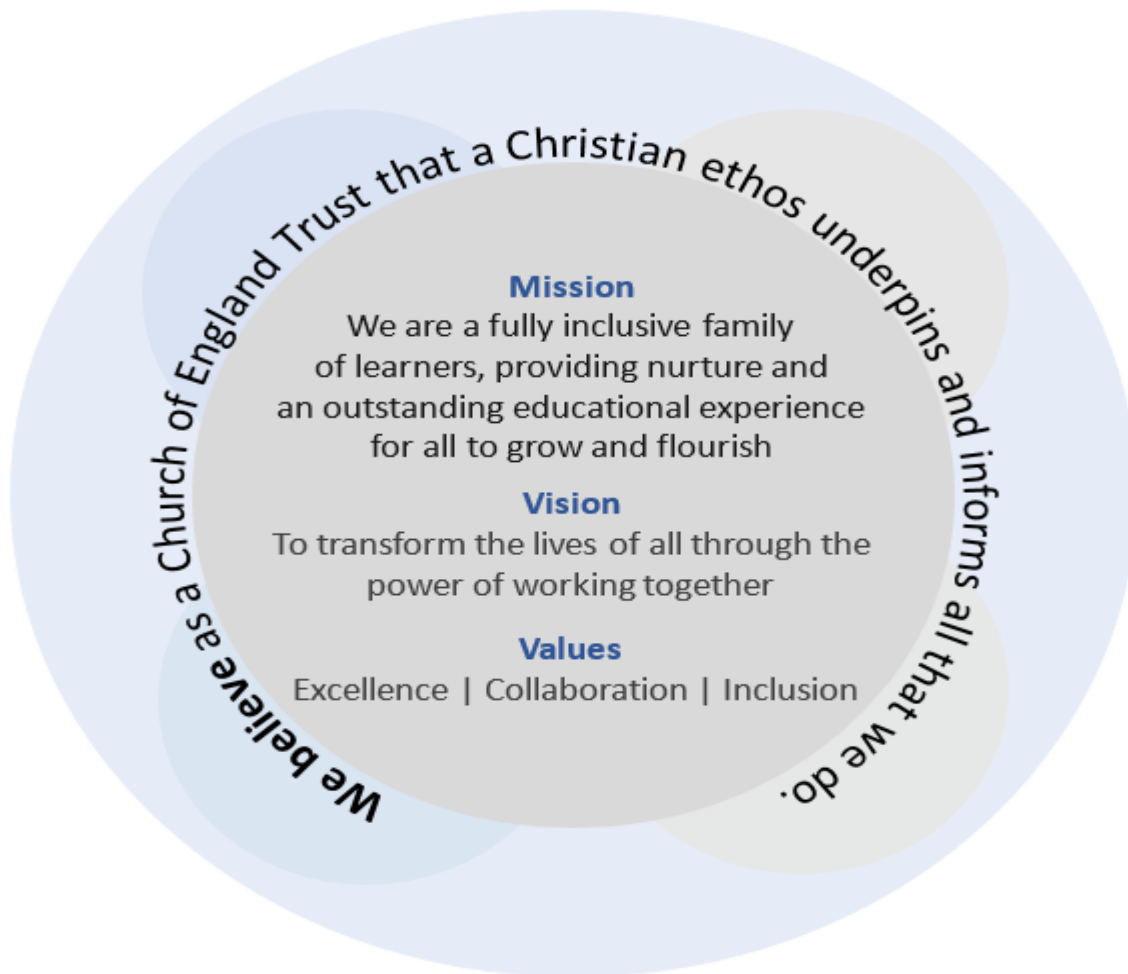 We believe as a Church of England Trust that a Christian ethos underpins and informs all that we do.
Mission
We are a fully inclusive family
of learners, providing nurture and
an outstanding educational experience
for all to grow and flourish
Vision
To transform the lives of all through the
power of working together
Values
Excellence | Collaboration | Inclusion